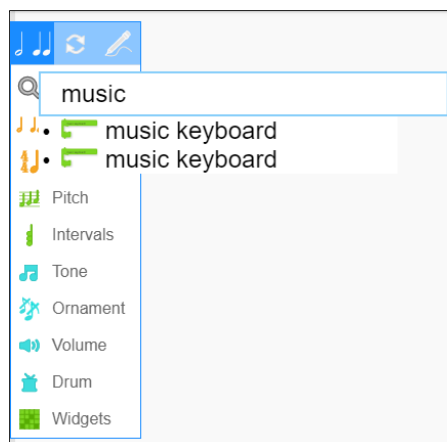 music
music keyboard
music keyboard
Pitch
Intervals
Tone
Ornament
Volume
Drum
Widgets